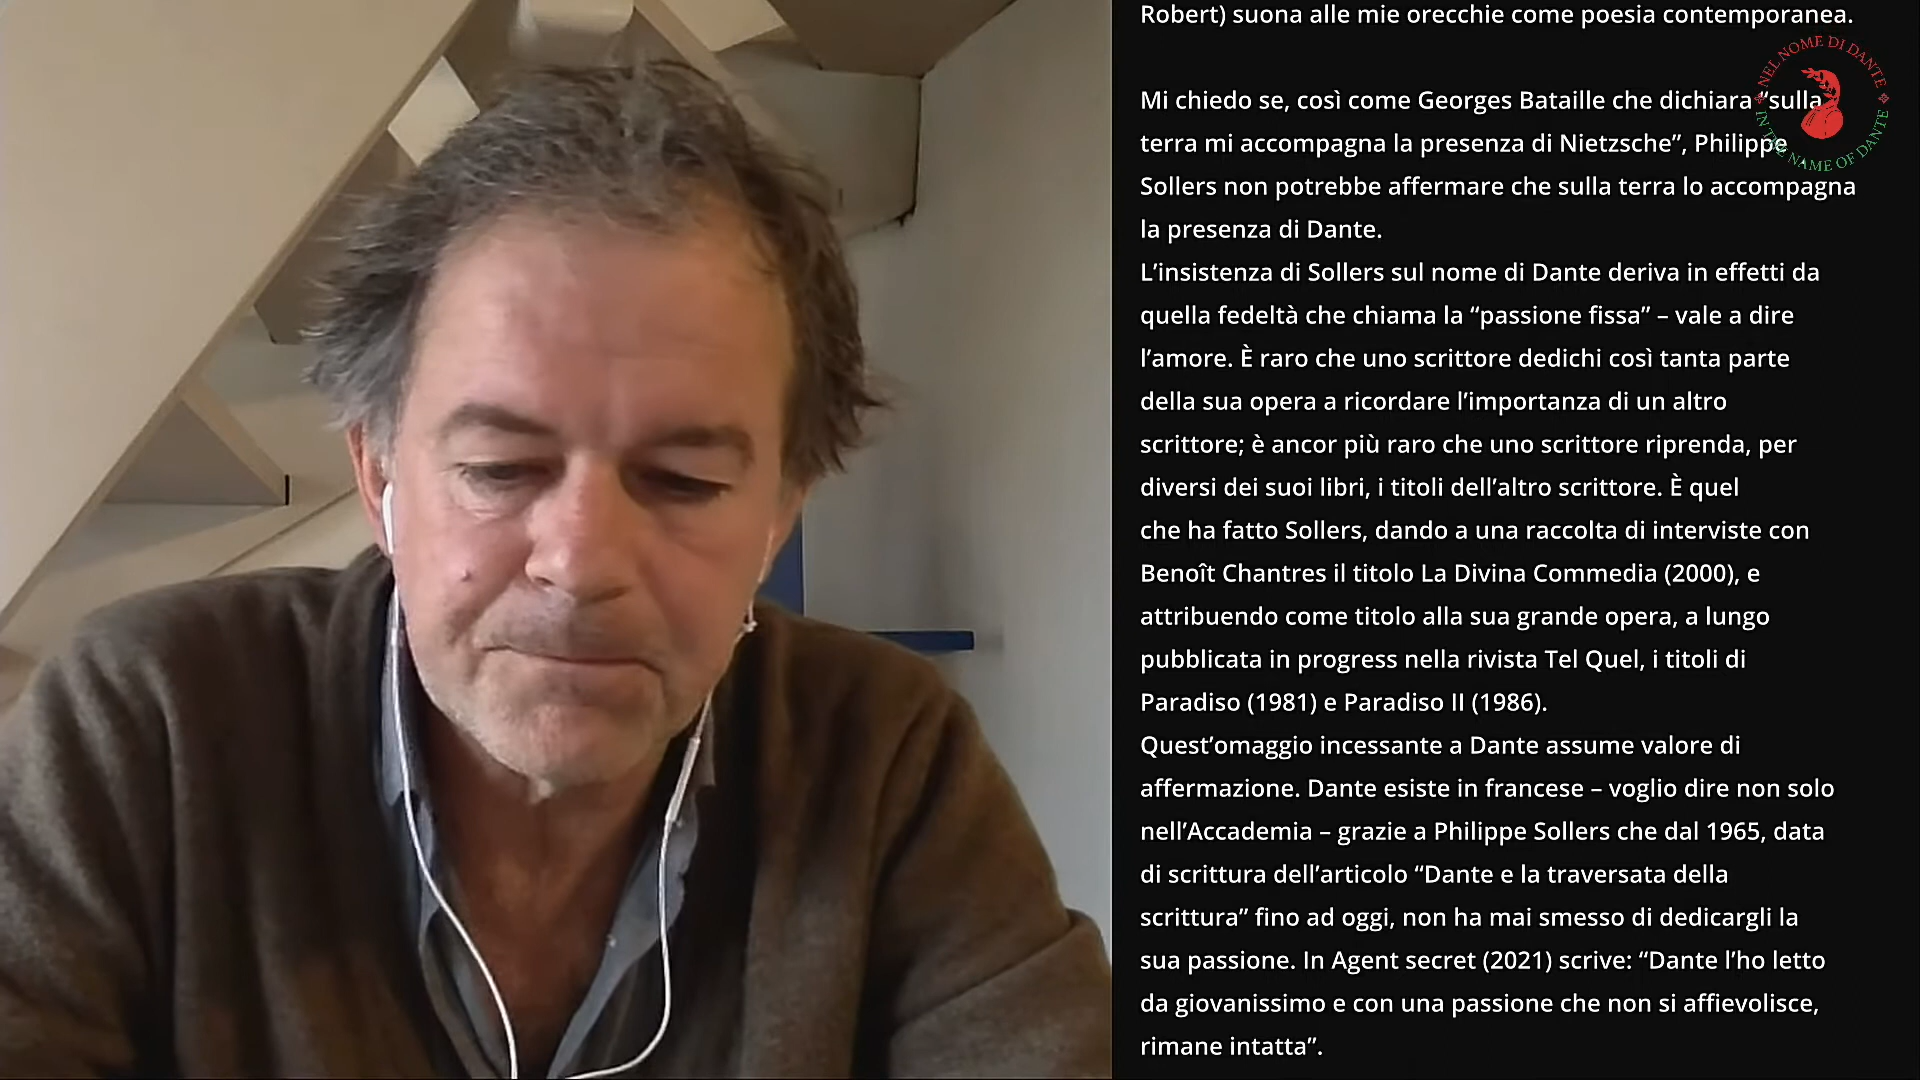 Robert) suona alle mie orecchie come poesia contemporanea.
Mi chiedo se, così come Georges Bataille che dichiara “sulla
terra mi accompagna la presenza di Nietzsche”, Philippe
Sollers non potrebbe affermare che sulla terra lo accompagna
la presenza di Dante.
L’insistenza di Sollers sul nome di Dante deriva in effetti da
quella fedeltà che chiama la “passione fissa” – vale a dire
l’amore. È raro che uno scrittore dedichi così tanta parte
della sua opera a ricordare l’importanza di un altro
scrittore; è ancor più raro che uno scrittore riprenda, per
diversi dei suoi libri, i titoli dell’altro scrittore. È quel
che ha fatto Sollers, dando a una raccolta di interviste con
Benoît Chantres il titolo La Divina Commedia (2000), e
attribuendo come titolo alla sua grande opera, a lungo
pubblicata in progress nella rivista Tel Quel, i titoli di
Paradiso (1981) e Paradiso II (1986).
Quest’omaggio incessante a Dante assume valore di
affermazione. Dante esiste in francese – voglio dire non solo
nell’Accademia – grazie a Philippe Sollers che dal 1965, data
di scrittura dell’articolo “Dante e la traversata della
scrittura” fino ad oggi, non ha mai smesso di dedicargli la
sua passione. In Agent secret (2021) scrive: “Dante l’ho letto
da giovanissimo e con una passione che non si affievolisce,
rimane intatta”.
NEL NOME DI DANTE
IN THE NAME OF DANTE